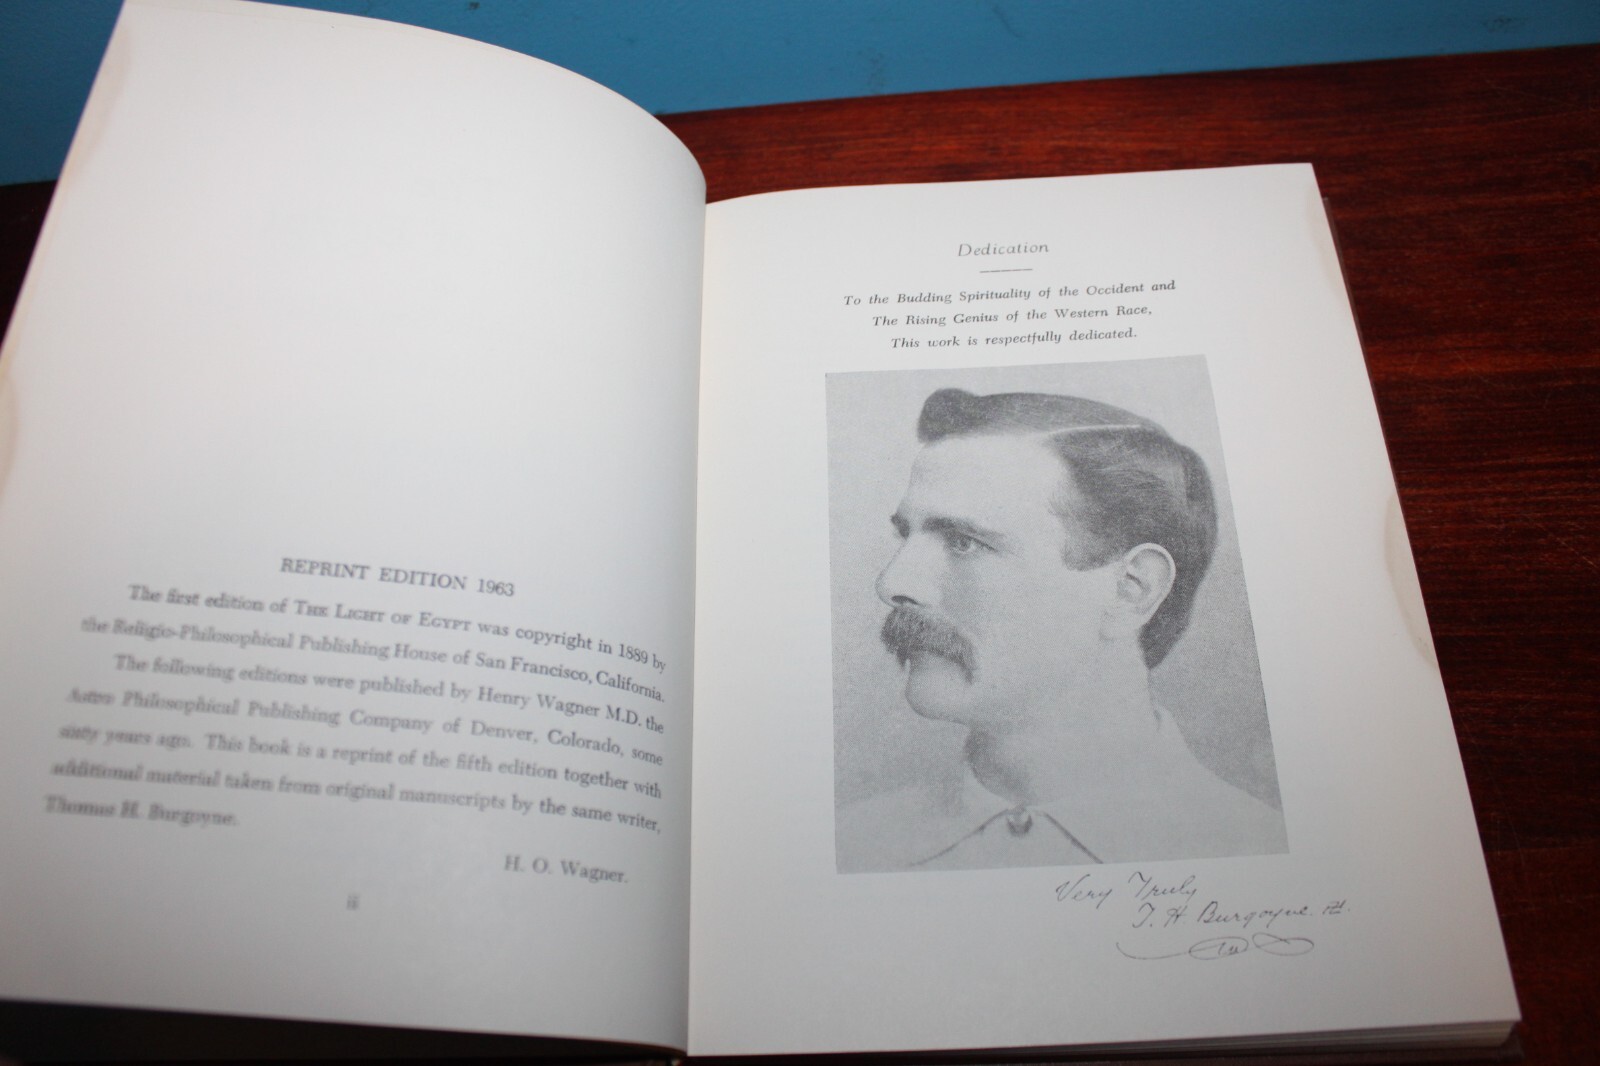 REPRINT EDITION 1963
The first edition of THE LIGHT OF EGYPT was copyright in 1889 by
the Religio-Philosophical Publishing House of San Francisco, California.
The following editions were published by Henry Wagner M.D. the
Astro Philosophical Publishing Company of Denver, Colorado, some
sixty years ago. This book is a reprint of the fifth edition together with
additional material taken from original manuscripts by the same writer,
Thomas H. Burgoyne.
H. O. Wagner.
ii
Dedication
To the Budding Spirituality of the Occident and
The Rising Genius of the Western Race,
This work is respectfully dedicated.
Very Truly
T. H. Burgoyne.